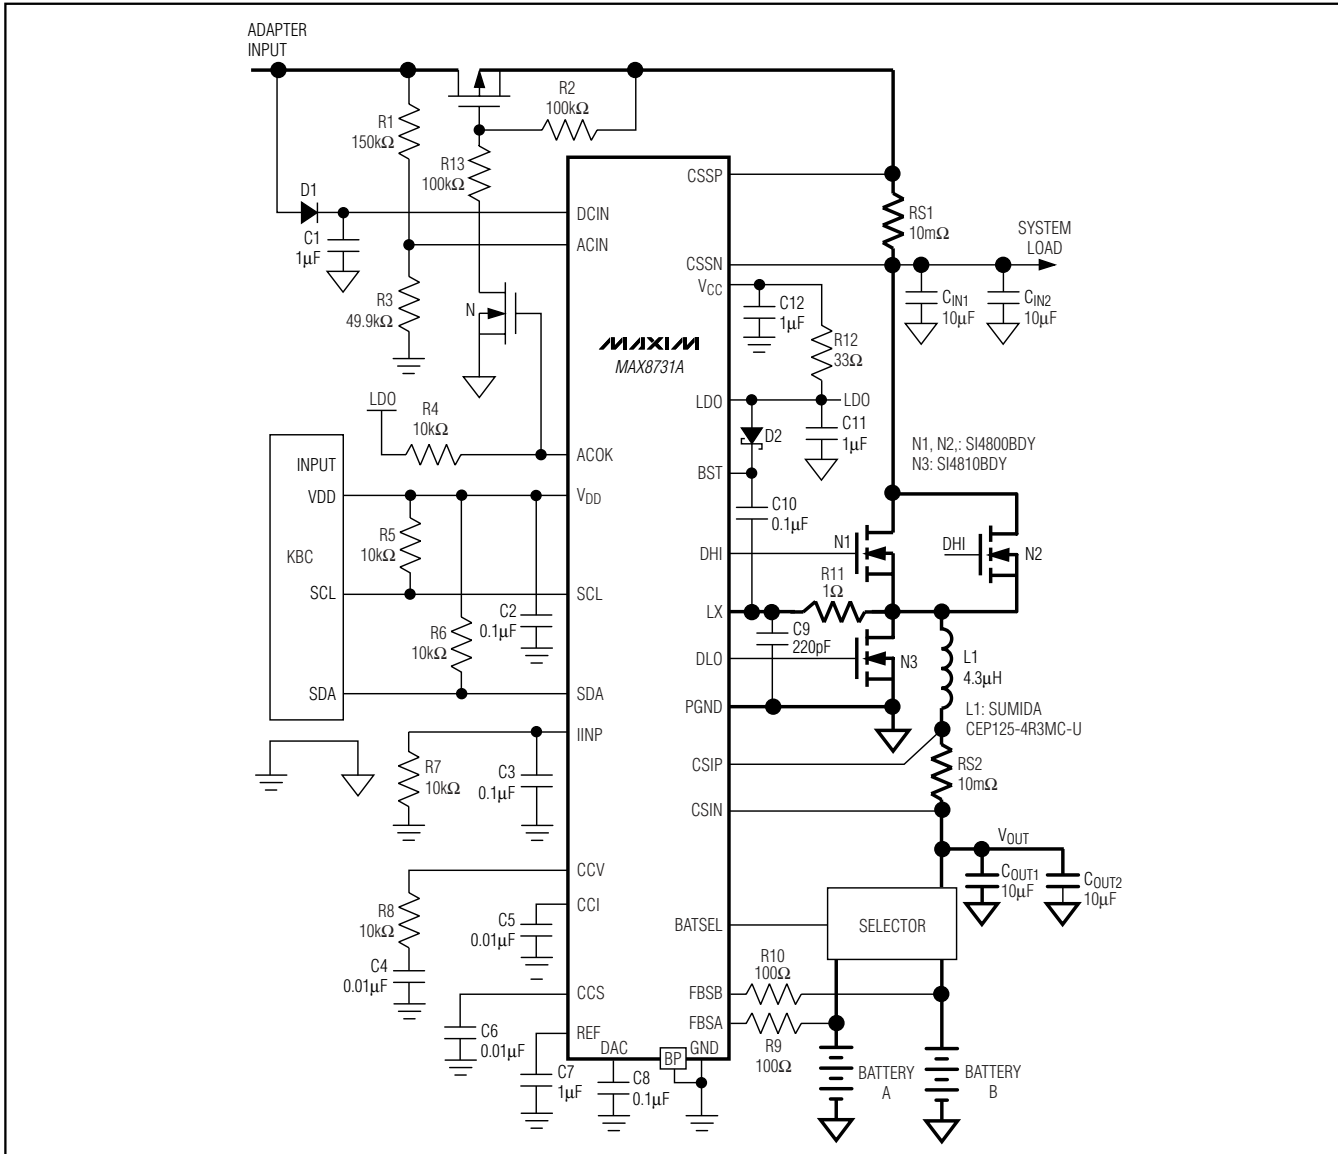 ADAPTER
INPUT
R1
150kΩ
R2
100kΩ
R13
100kΩ
D1
C1
1μF
R3
49.9kΩ
N
LDO
R4
10kΩ
INPUT
VDD
KBC
SCL
SDA
R5
10kΩ
R6
10kΩ
C2
0.1μF
R7
10kΩ
C3
0.1μF
R8
10kΩ
C4
0.01μF
C5
0.01μF
C6
0.01μF
C7
1μF
C8
0.1μF
DCIN
ACIN
ACOK
VDD
SCL
SDA
IINP
CCV
CCI
CCS
REF
DAC
BP
GND
MAXIM
MAX8731A
CSSP
CSSN
VCC
LDO
BST
DHI
LX
DLO
PGND
CSIP
CSIN
BATSEL
FBSB
FBSA
RS1
10mΩ
SYSTEM
LOAD
CIN1
10μF
CIN2
10μF
C12
1μF
R12
33Ω
LDO
C11
1μF
D2
C10
0.1μF
N1, N2,: SI4800BDY
N3: SI4810BDY
N1
DHI
N2
R11
1Ω
C9
220pF
N3
L1
4.3μH
L1: SUMIDA
CEP125-4R3MC-U
RS2
10mΩ
VOUT
COUT1
10μF
COUT2
10μF
SELECTOR
R10
100Ω
R9
100Ω
BATTERY
A
BATTERY
B